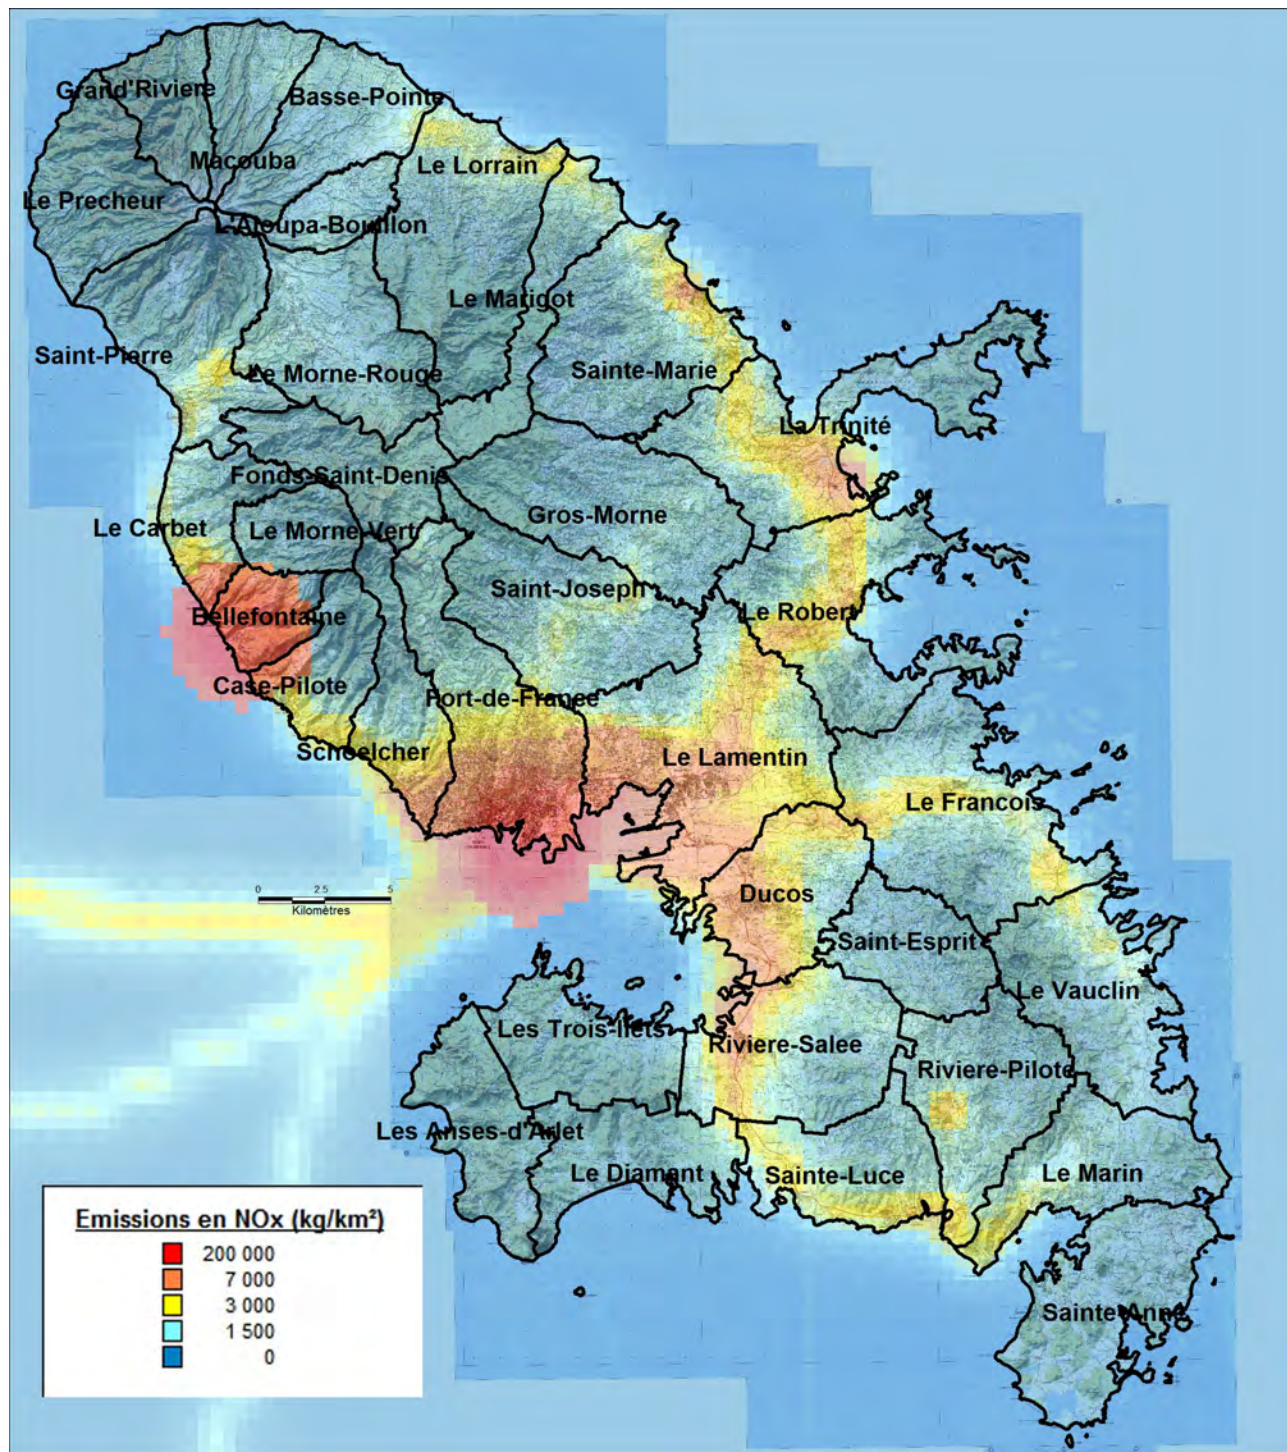 Grand'Riviere
Basse-Pointe
Macouba
Le Lorrain
Le Precheur
L'Ajoupa-Bouillon
Le Marigot
Saint-Pierre
Le Morne-Rouge
Sainte-Marie
La Trinité
Fonds-Saint-Denis
Gros-Morne
Le Carbet
Le Morne-Vert
Saint-Joseph
Bellefontaine
Le Robert
Case-Pilote
Fort-de-France
Schoelcher
Le Lamentin
Le Francois
0 2.5 5
Kilomètres
Ducos
Saint-Esprit
Le Vauclin
Les Trois-Ilets
Riviere-Salee
Riviere-Pilote
Les Anses-d'Arlet
Le Diamant
Sainte-Luce
Le Marin
Sainte-Anne
Emissions en NOx (kg/km²)
200 000
7 000
3 000
1 500
0